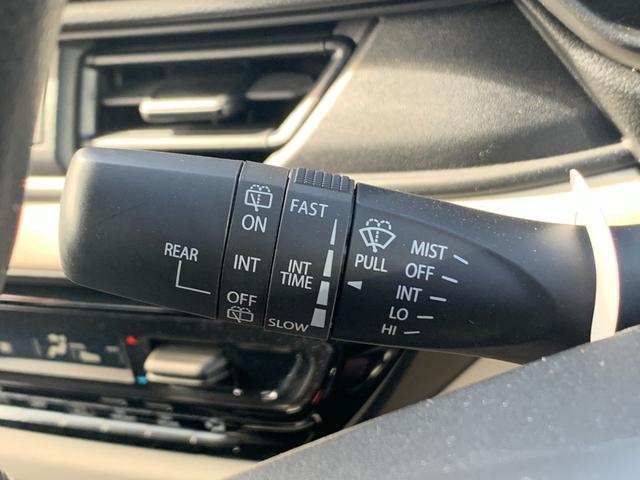 REAR
ON
INT
OFF
FAST
INT
TIME
SLOW
PULL
MIST
OFF
INT
LO
HI